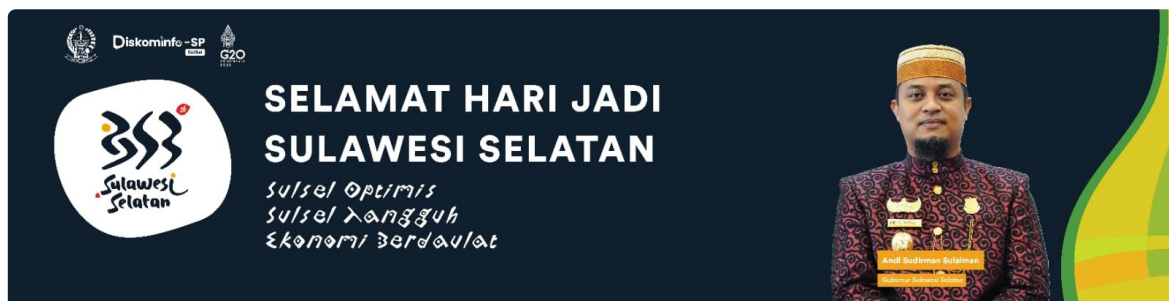 Diskominfo-SP
SulSel
G20
353
th
Sulawesi
Selatan
SELAMAT HARI JADI
SULAWESI SELATAN
Sulsel Optimis
Sulsel Tangguh
Ekonomi Berdaulat
Andi Sudirman Sulaiman
Gubernur Sulawesi Selatan